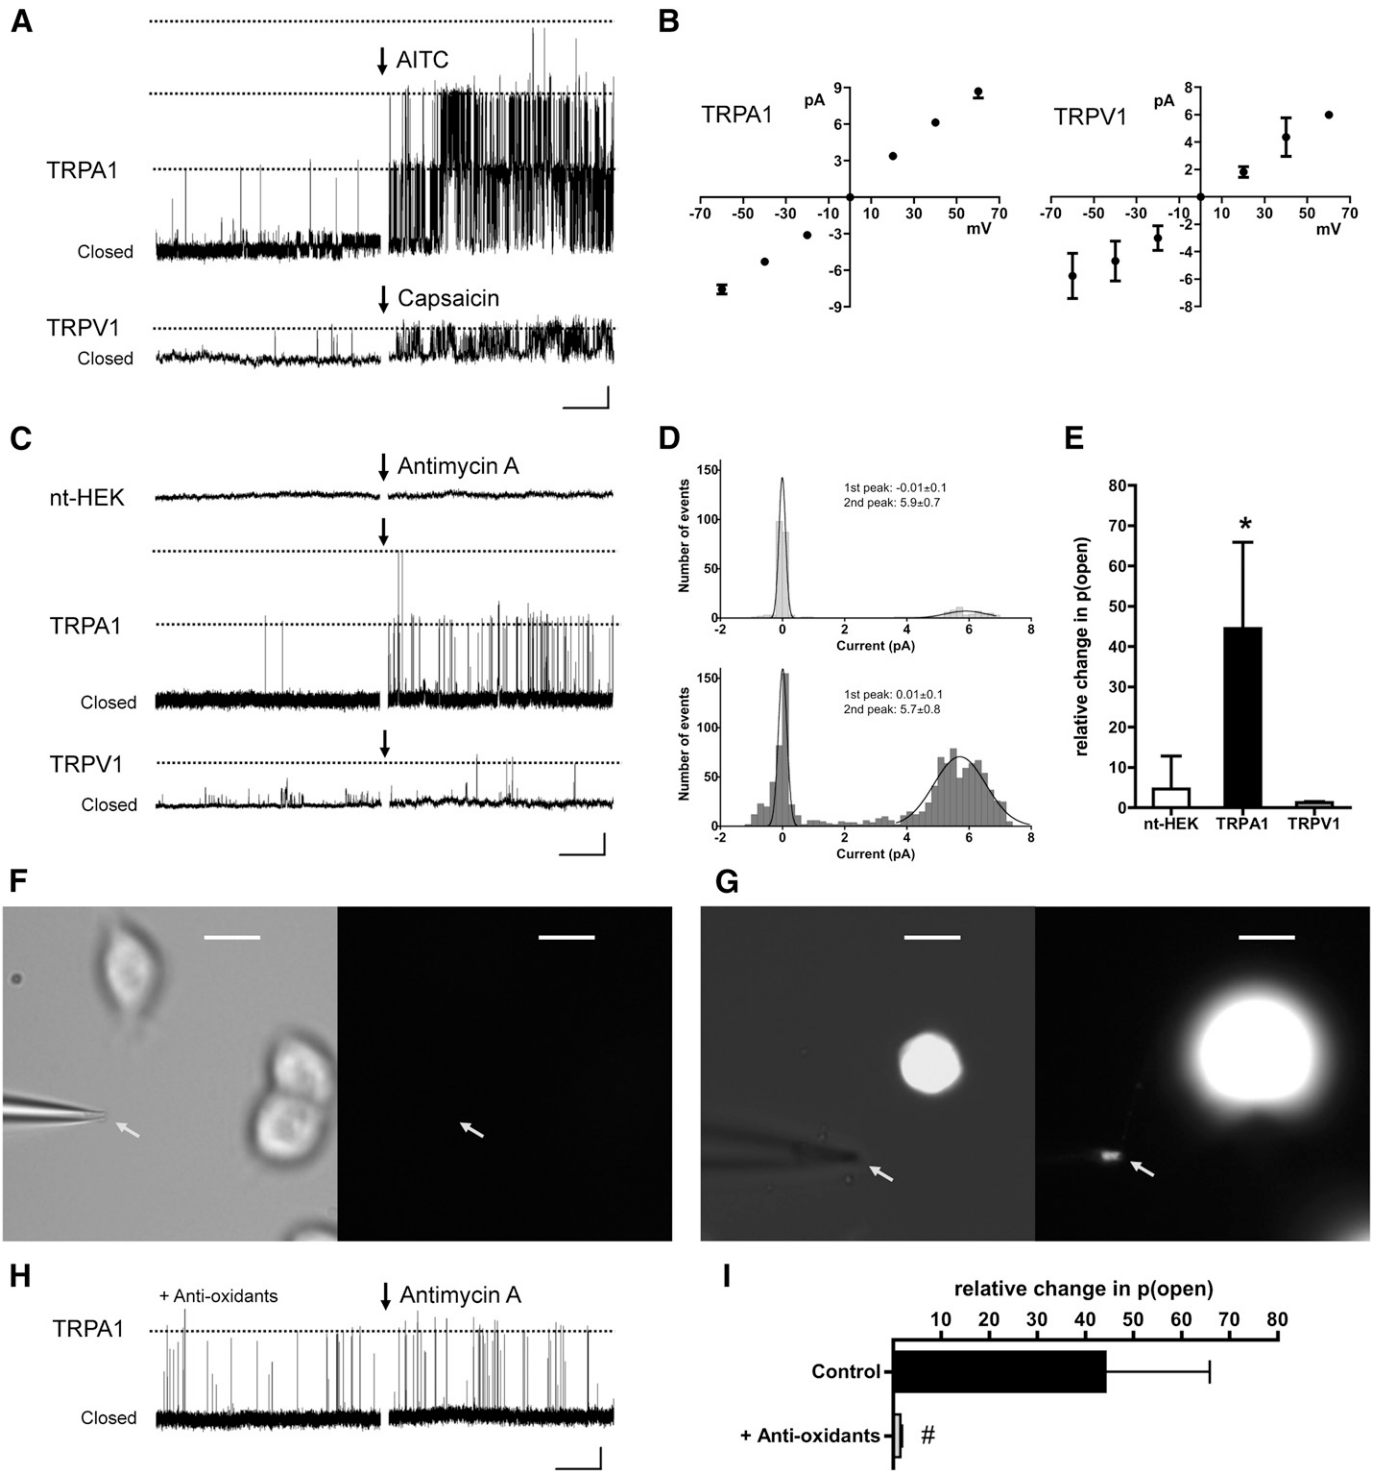 A
AITC
TRPA1
Closed
Capsaicin
TRPV1
Closed
B
TRPA1
pA
9
6
3
-70 -50 -30 -10 10 30 50 70
mV
-3
-6
-9
TRPV1
pA
8
6
4
2
-70 -50 -30 -10 10 30 50 70
mV
-2
-4
-6
-8
C
Antimycin A
nt-HEK
TRPA1
Closed
TRPV1
Closed
D
Number of events
150
100
50
0
1st peak: -0.01±0.1
2nd peak: 5.9±0.7
-2 0 2 4 6 8
Current (pA)
Number of events
150
100
50
0
1st peak: 0.01±0.1
2nd peak: 5.7±0.8
-2 0 2 4 6 8
Current (pA)
E
relative change in p(open)
80
70
60
50
40
30
20
10
0
*
nt-HEK TRPA1 TRPV1
F
G
H
+ Anti-oxidants
Antimycin A
TRPA1
Closed
I
relative change in p(open)
10 20 30 40 50 60 70 80
Control
+ Anti-oxidants #